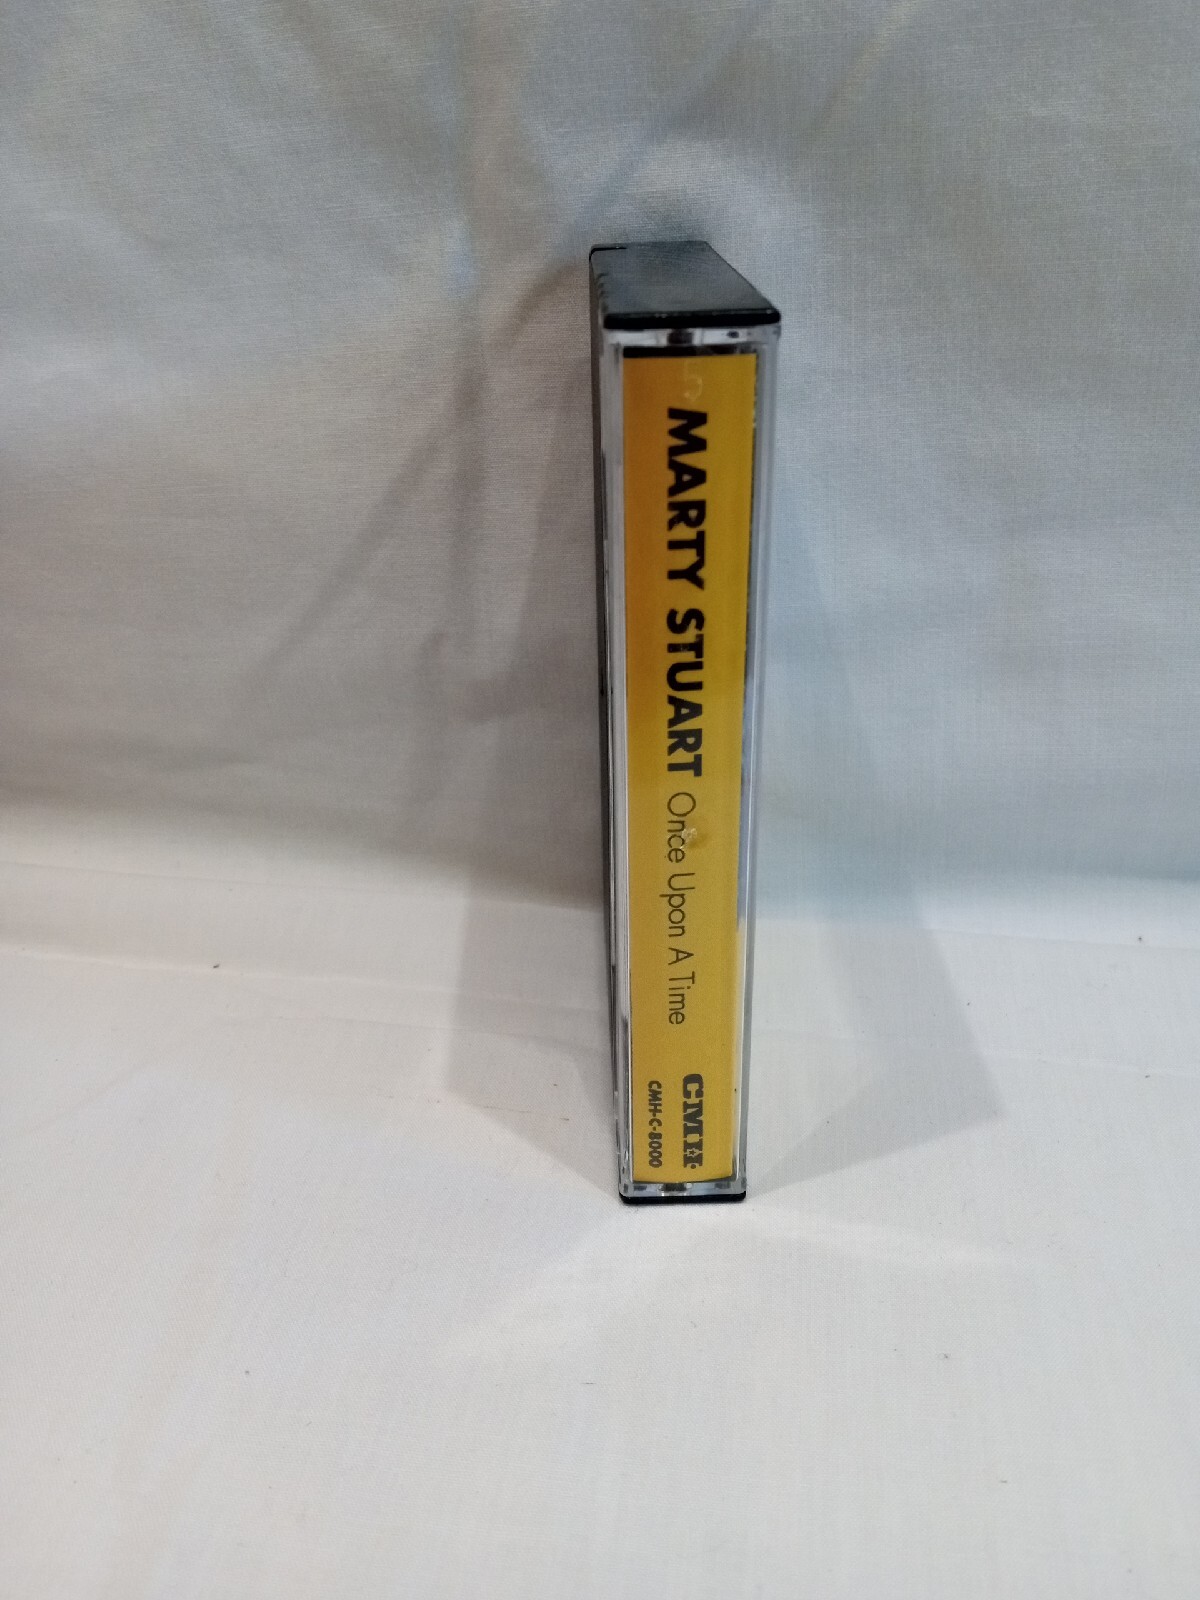 MARTY STUART Once Upon A Time
CMH
CMH-C-8000